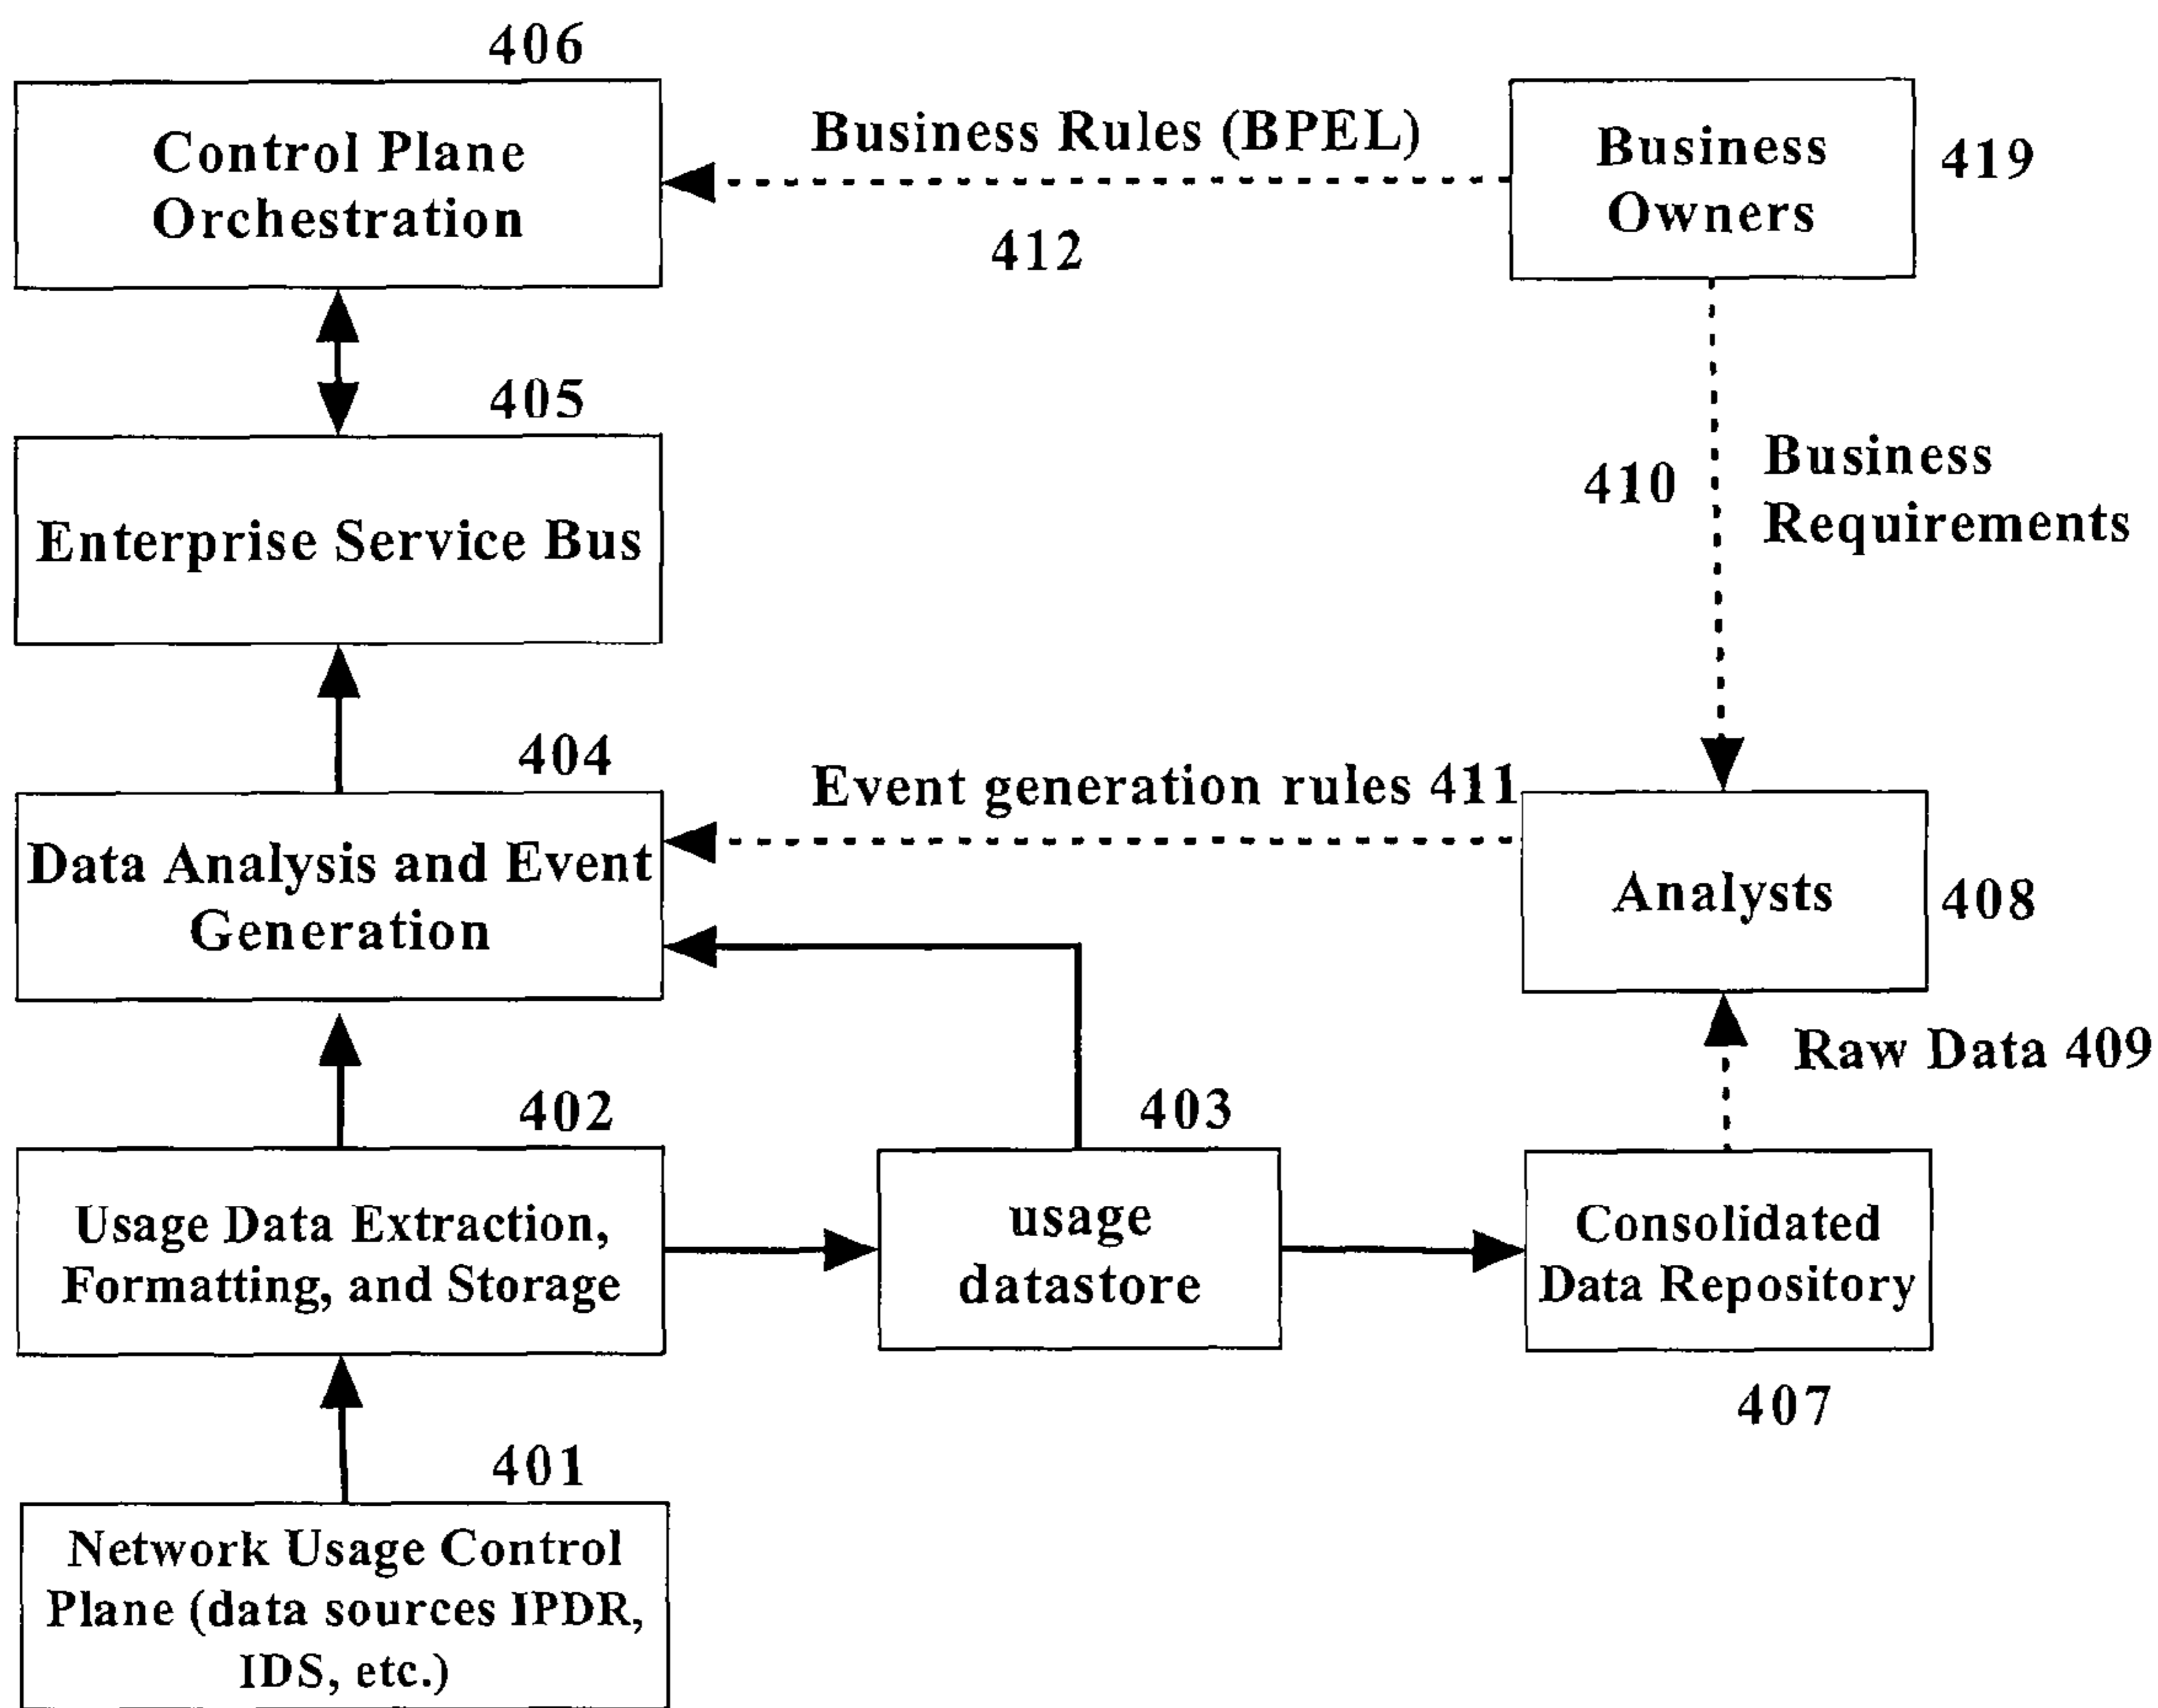 406
Control Plane
Orchestration
Business Rules (BPEL)
412
Business
Owners
419
405
Enterprise Service Bus
410
Business
Requirements
404
Data Analysis and Event
Generation
Event generation rules 411
Analysts
408
Raw Data 409
402
Usage Data Extraction,
Formatting, and Storage
403
usage
datastore
Consolidated
Data Repository
407
401
Network Usage Control
Plane (data sources IPDR,
IDS, etc.)